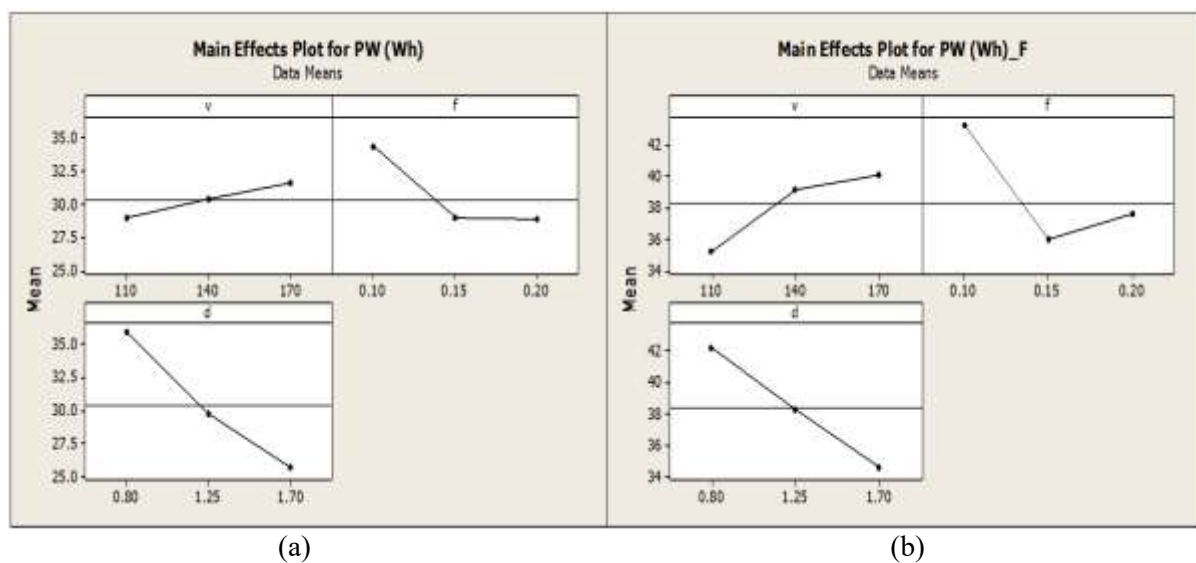 Main Effects Plot for PW (Wh)
Data Means
v
f
35.0
32.5
30.0
27.5
25.0
110 140 170
0.10 0.15 0.20
d
35.0
32.5
30.0
27.5
25.0
0.80 1.25 1.70
Mean
(a)
Main Effects Plot for PW (Wh)_F
Data Means
v
f
42
40
38
36
34
110 140 170
0.10 0.15 0.20
d
42
40
38
36
34
0.80 1.25 1.70
Mean
(b)